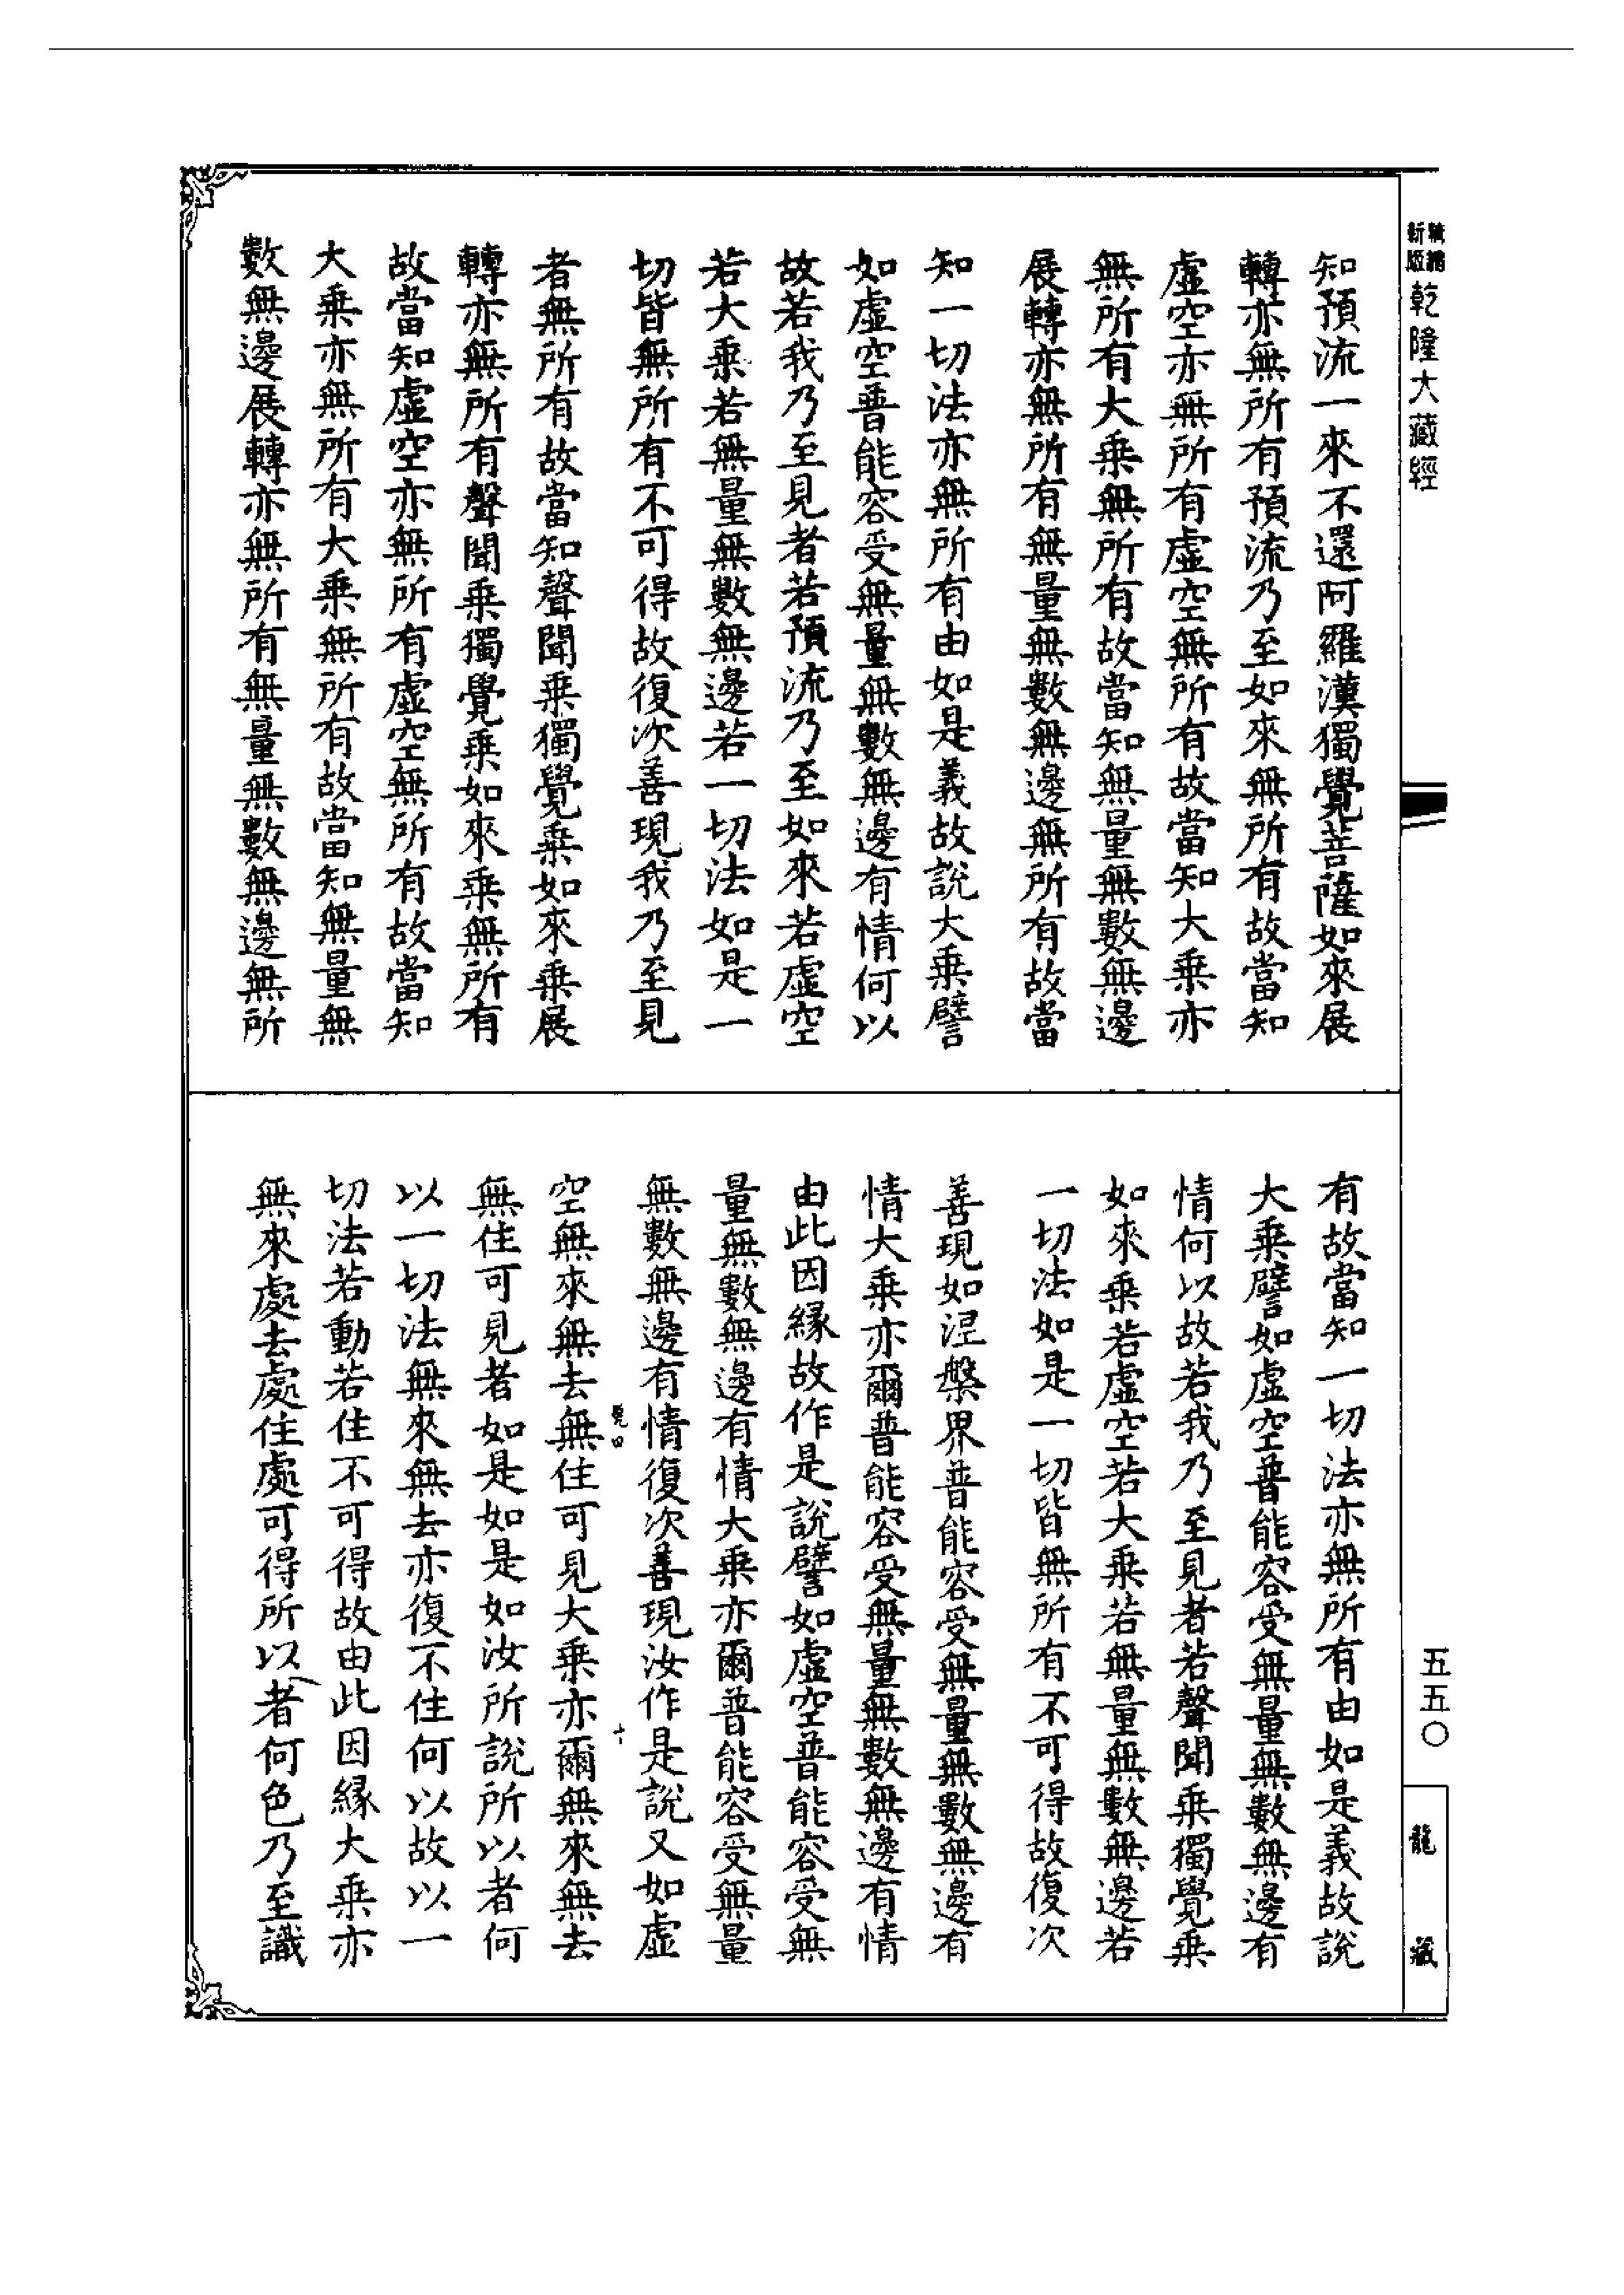 精繕新版 乾隆大藏經
知預流一來不還阿羅漢獨覺菩薩如來展
轉亦無所有預流乃至如來無所有故當知
虛空亦無所有虛空無所有故當知大乘亦
無所有大乘無所有故當知無量無數無邊
展轉亦無所有無量無數無邊無所有故當
知一切法亦無所有由如是義故說大乘譬
如虛空普能容受無量無數無邊有情何以
故若我乃至見者若預流乃至如來若虛空
若大乘若無量無數無邊若一切法如是一
切皆無所有不可得故復次善現我乃至見
者無所有故當知聲聞乘獨覺乘如來乘展
轉亦無所有聲聞乘獨覺乘如來乘無所有
故當知虛空亦無所有虛空無所有故當知
大乘亦無所有大乘無所有故當知無量無
數無邊展轉亦無所有無量無數無邊無所
有故當知一切法亦無所有由如是義故說
大乘譬如虛空普能容受無量無數無邊有
情何以故若我乃至見者若聲聞乘獨覺乘
如來乘若虛空若大乘若無量無數無邊若
一切法如是一切皆無所有不可得故復次
善現如涅槃界普能容受無量無數無邊有
情大乘亦爾普能容受無量無數無邊有情
由此因緣故作是說譬如虛空普能容受無
量無數無邊有情大乘亦爾普能容受無量
無數無邊有情復次善現汝作是說又如虛
空無來無去無住可見大乘亦爾無來無去
無住可見者如是如是如汝所說所以者何
以一切法無來無去亦復不住何以故以一
切法若動若住不可得故由此因緣大乘亦
無來處去處住處可得所以者何色乃至識
五五〇
龍藏